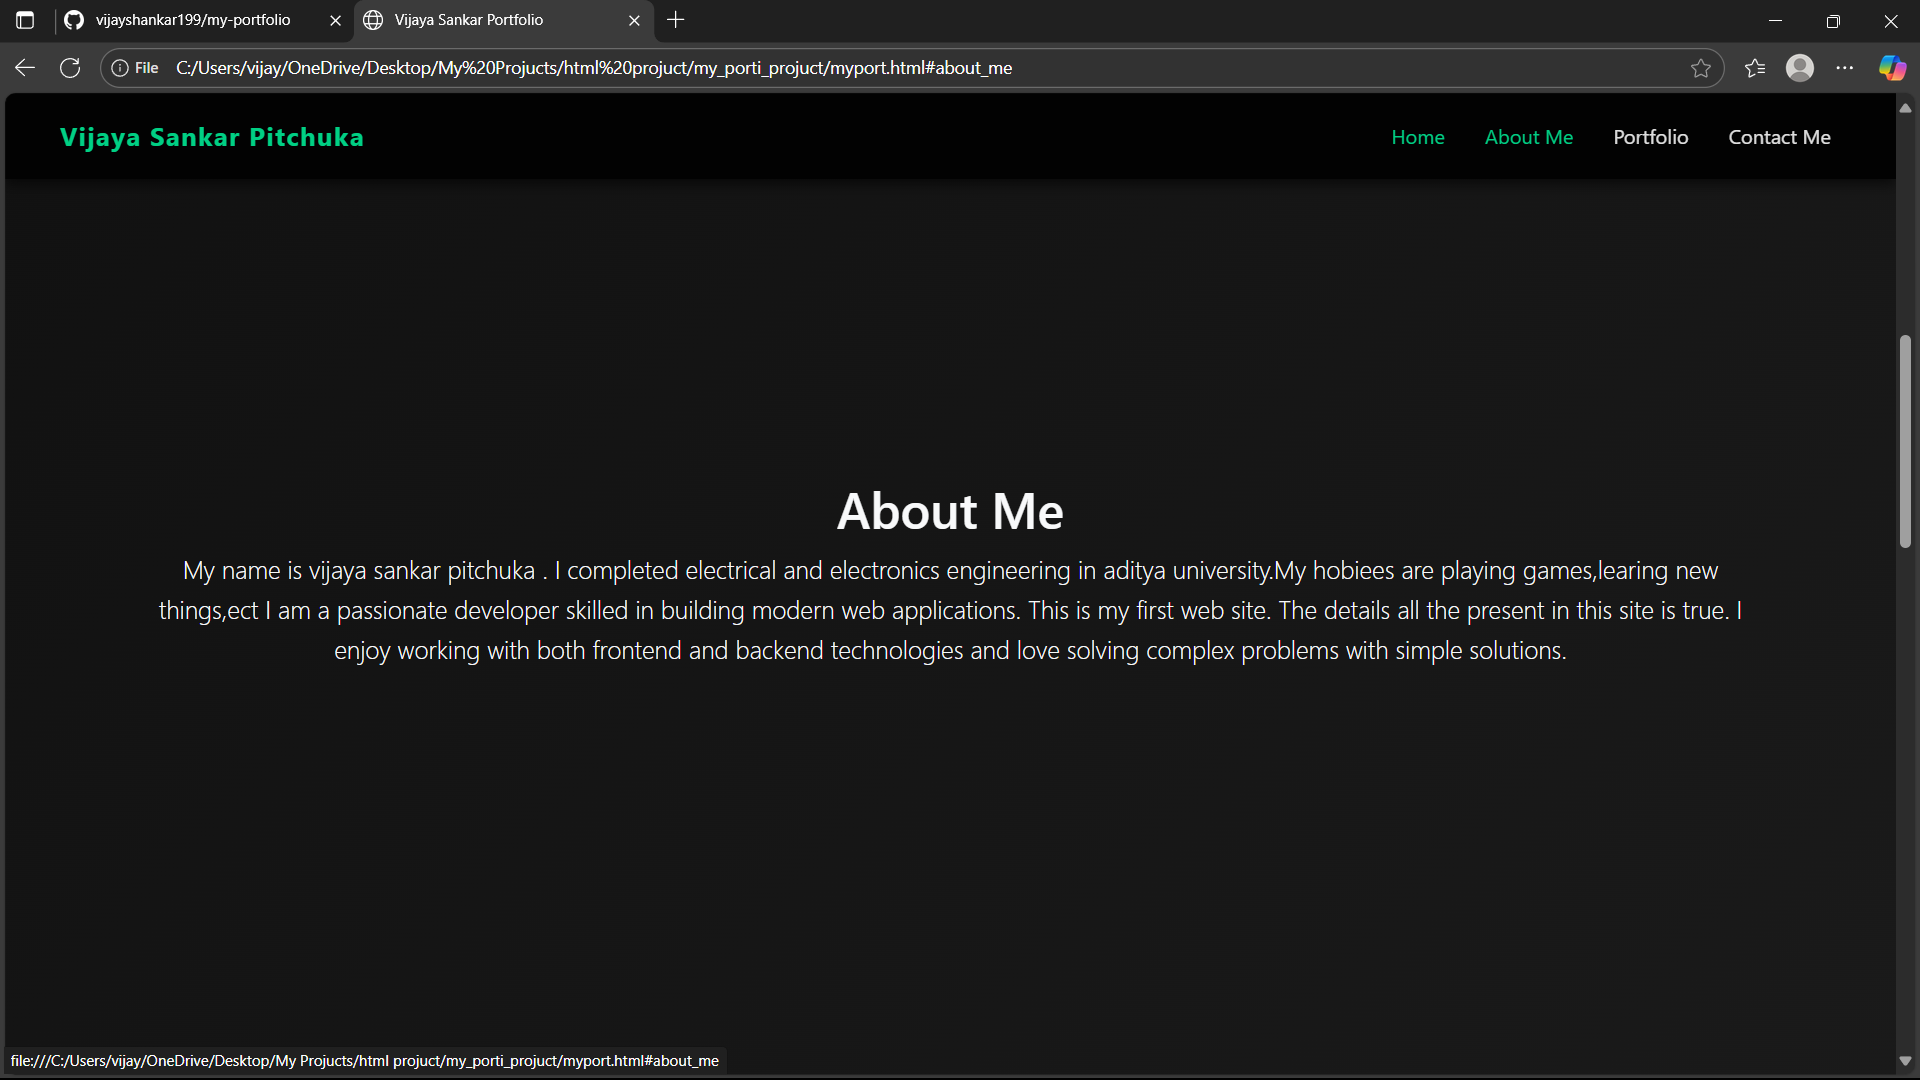 vijayshankar199/my-portfolio
Vijaya Sankar Portfolio
File
C:/Users/vijay/OneDrive/Desktop/My%20Projucts/html%20projuct/my_porti_projuct/myport.html#about_me
Vijaya Sankar Pitchuka
Home
About Me
Portfolio
Contact Me
About Me
My name is vijaya sankar pitchuka . I completed electrical and electronics engineering in aditya university.My hobiees are playing games,learing new
things,ect I am a passionate developer skilled in building modern web applications. This is my first web site. The details all the present in this site is true. I
enjoy working with both frontend and backend technologies and love solving complex problems with simple solutions.
file:///C:/Users/vijay/OneDrive/Desktop/My Projucts/html projuct/my_porti_projuct/myport.html#about_me